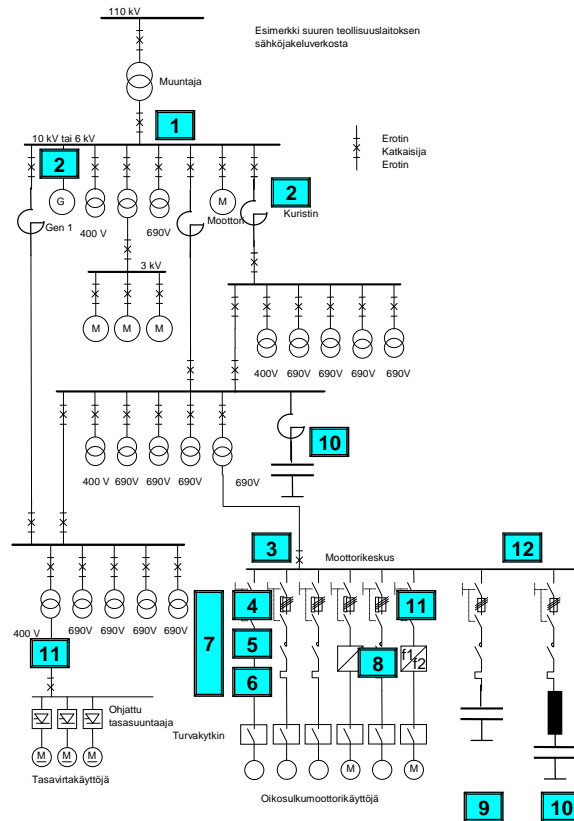 110 kV
Esimerkki suuren teollisuuslaitoksen
sähköjakeluverkosta
Muuntaja
1
10 kV tai 6 kV
Erotin
Katkaisija
Erotin
2
2
G
M
Kuristin
Gen 1
Moottori
400 V
690V
3 kV
M
M
M
400V
690V
690V
690V
690V
10
400 V
690V
690V
690V
690V
3
12
Moottorikeskus
4
11
7
5
8
f1
f2
6
400 V
690V
690V
690V
690V
11
Ohjattu
tasasuuntaaja
Turvakytkin
M
M
M
M
M
Tasavirtakäyttöjä
Oikosulkumoottorikäyttöjä
9
10